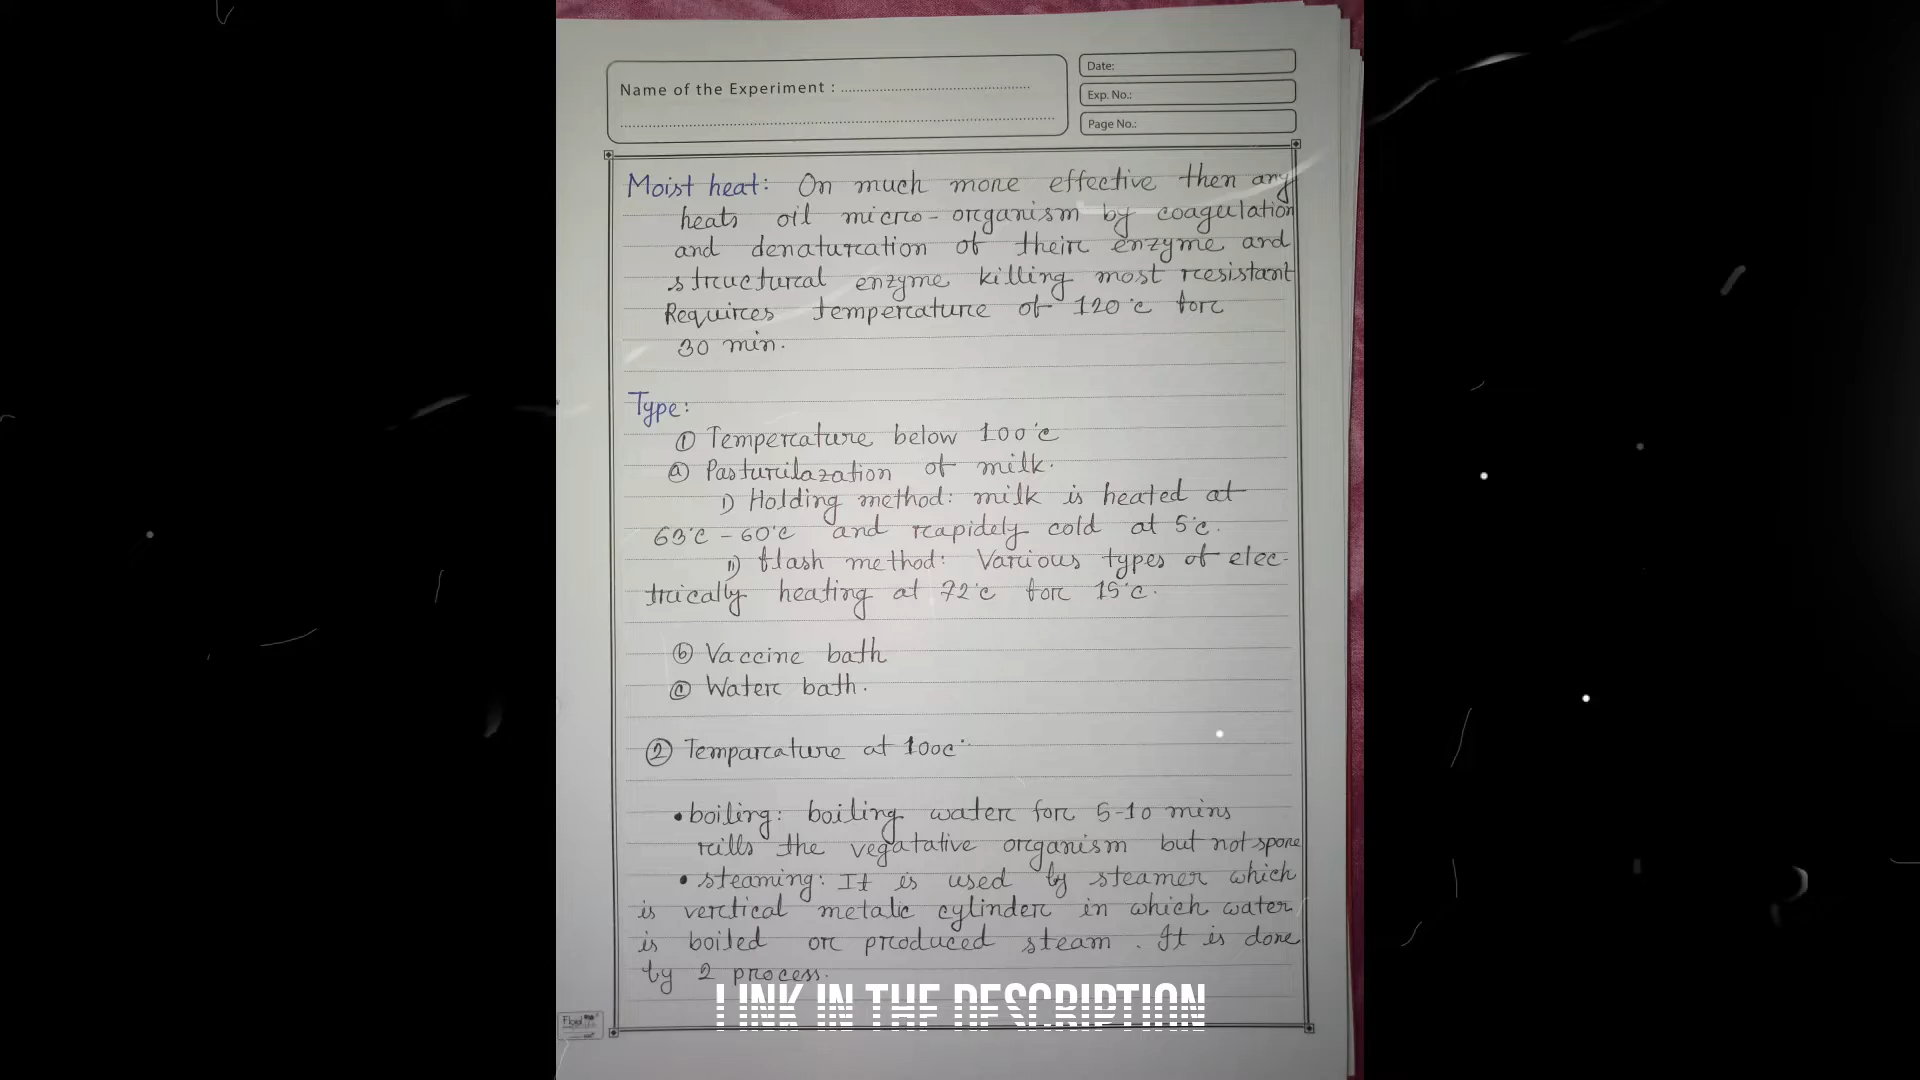 Name of the Experiment :
Date:
Exp. No.:
Page No.:
Moist heat: On much more effective then any
heats oil micro-organism by coagulation
and denaturation of their enzyme and
structural enzyme killing most resistant
Requires temperature of 120°c for
30 min.
Type:
① Temperature below 100°c
ⓐ Pasturilazation of milk.
i) Holding method: milk is heated at
63°c - 60°c and rapidely cold at 5°c.
ii) flash method: Various types of elec-
trically heating at 72°c for 15°c.
ⓑ Vaccine bath
ⓒ Water bath.
② Temparature at 100c°
• boiling: boiling water for 5-10 mins
kills the vegatative organism but not spore
• steaming: It is used by steamer which
is vertical metalic cylinder in which water
is boiled or produced steam. It is done
by 2 process.
LINK IN THE DESCRIPTION